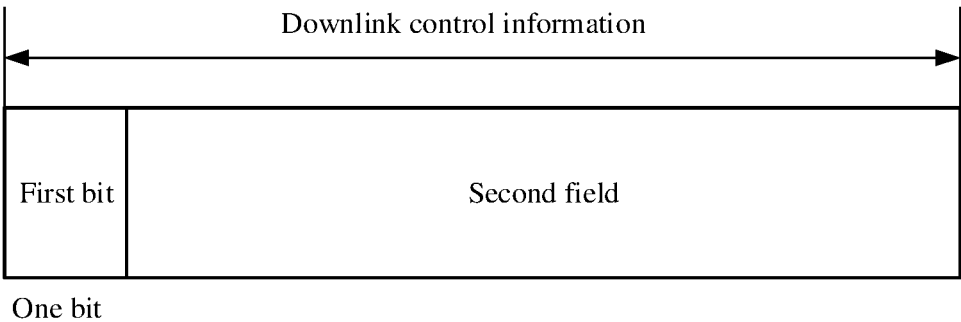 Downlink control information
First bit
Second field
One bit